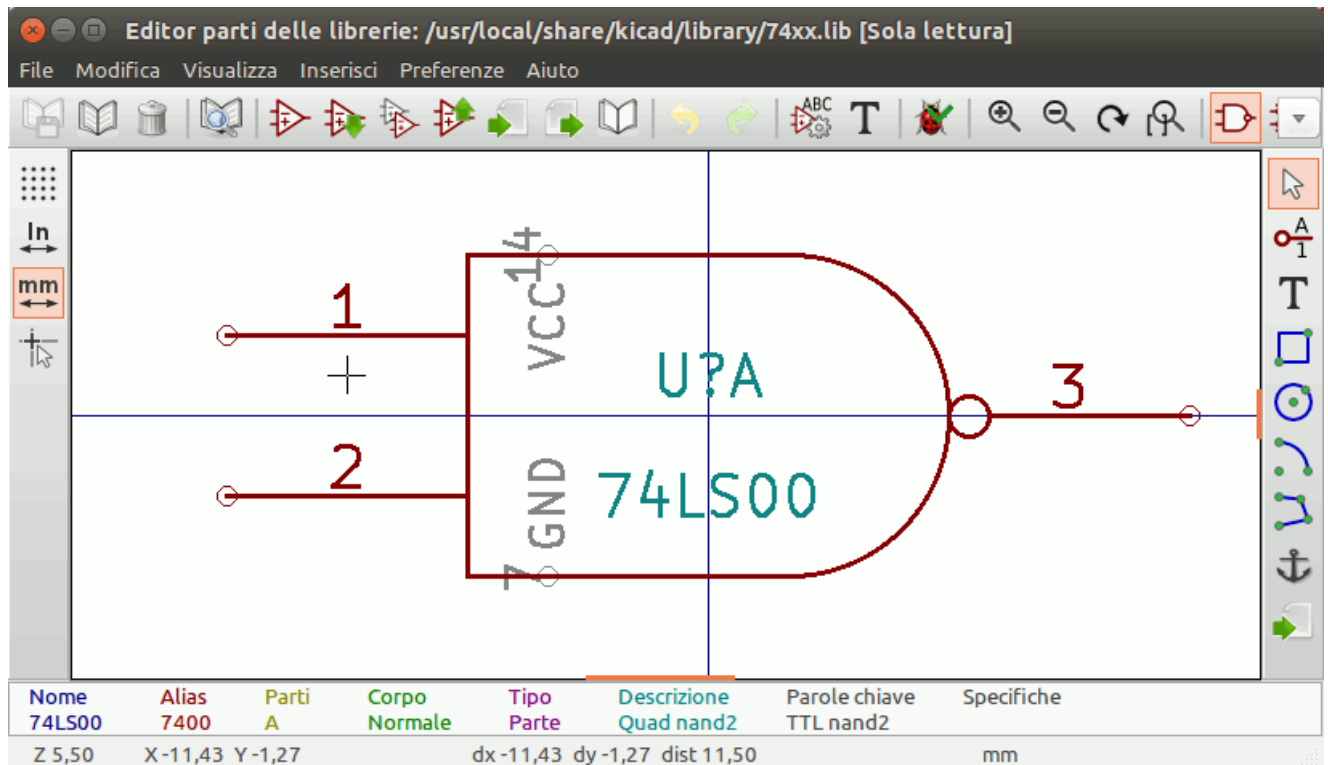 Editor parti delle librerie: /usr/local/share/kicad/library/74xx.lib [Sola lettura]
File Modifica Visualizza Inserisci Preferenze Aiuto
ABC
T
In
mm
A
1
T
14
VCC
1
U?A
3
2
GND
74LS00
7
Nome Alias Parti Corpo Tipo Descrizione Parole chiave Specifiche
74LS00 7400 A Normale Parte Quad nand2 TTL nand2
Z 5,50 X -11,43 Y -1,27 dx -11,43 dy -1,27 dist 11,50 mm